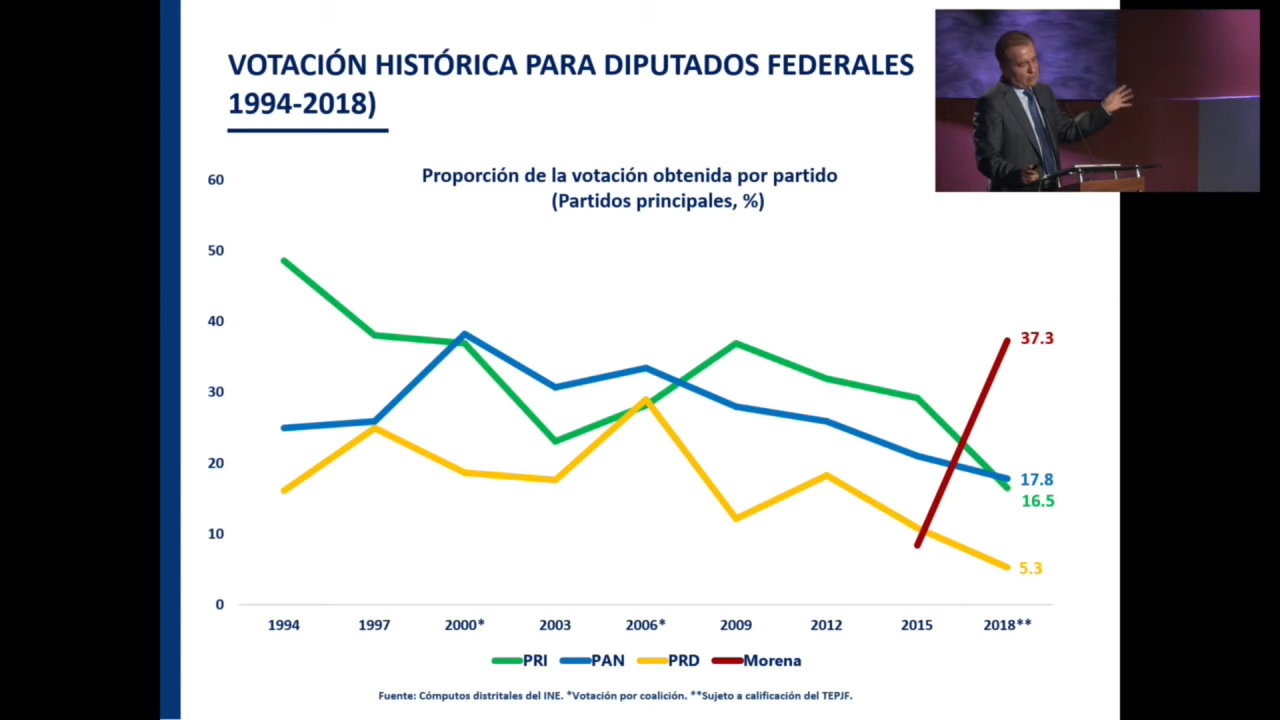 VOTACIÓN HISTÓRICA PARA DIPUTADOS FEDERALES
1994-2018)
Proporción de la votación obtenida por partido
(Partidos principales, %)
60
50
40
30
20
10
0
37.3
17.8
16.5
5.3
1994 1997 2000* 2003 2006* 2009 2012 2015 2018**
PRI PAN PRD Morena
Fuente: Cómputos distritales del INE. *Votación por coalición. **Sujeto a calificación del TEPJF.